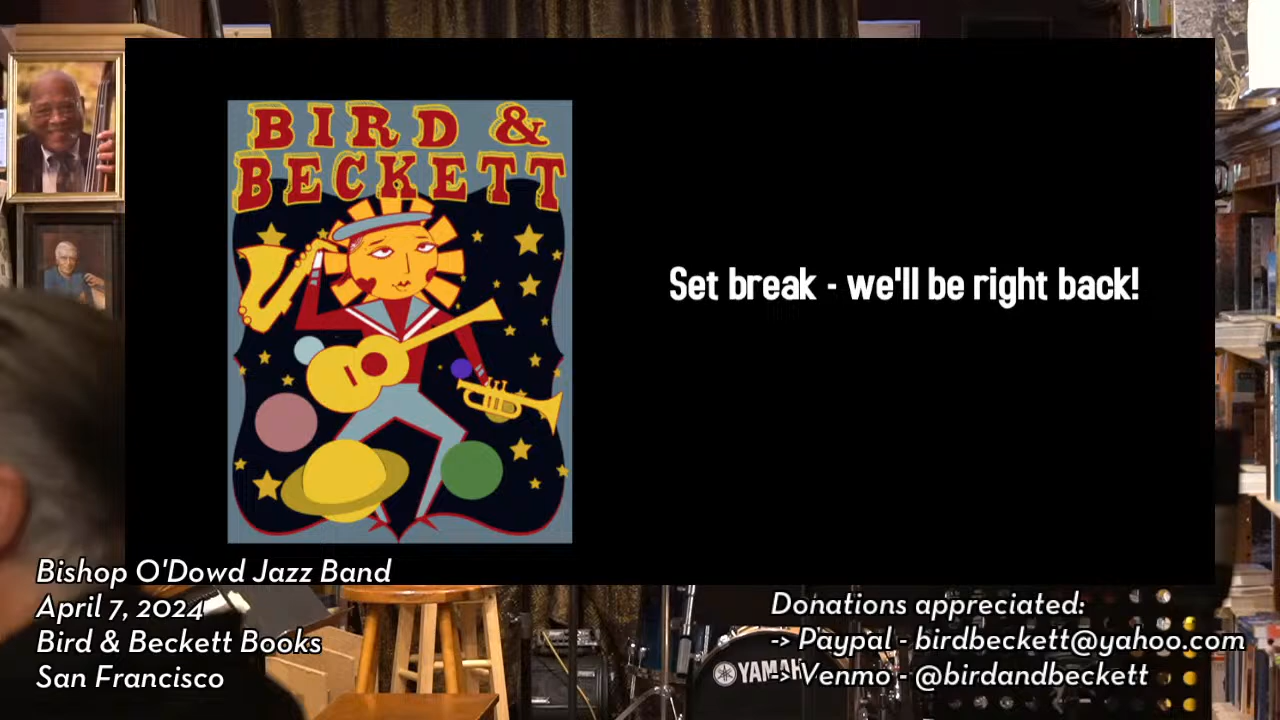 BIRD &
BECKETT
Set break - we'll be right back!
Bishop O'Dowd Jazz Band
April 7, 2024
Bird & Beckett Books
San Francisco
Donations appreciated:
-> Paypal - birdbeckett@yahoo.com
-> Venmo - @birdandbeckett
YAMAH